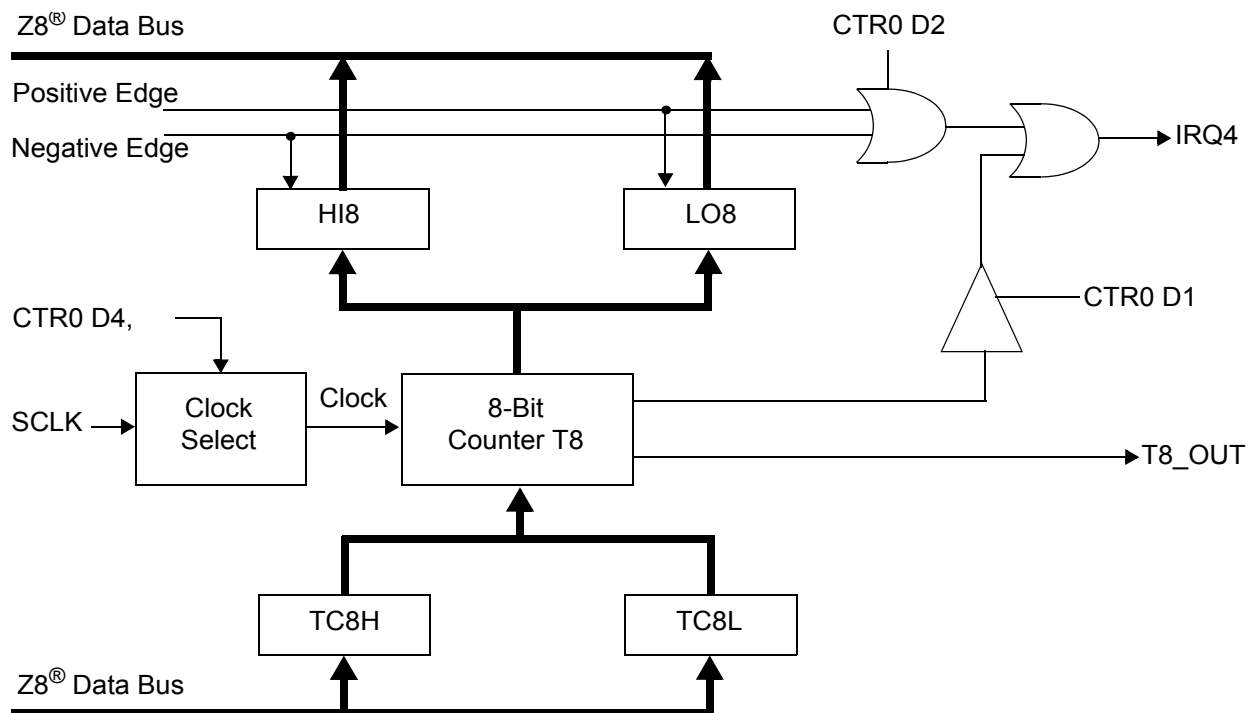 Z8® Data Bus
CTR0 D2
Positive Edge
Negative Edge
IRQ4
HI8
LO8
CTR0 D4,
CTR0 D1
SCLK
Clock
Select
Clock
8-Bit
Counter T8
T8_OUT
TC8H
TC8L
Z8® Data Bus